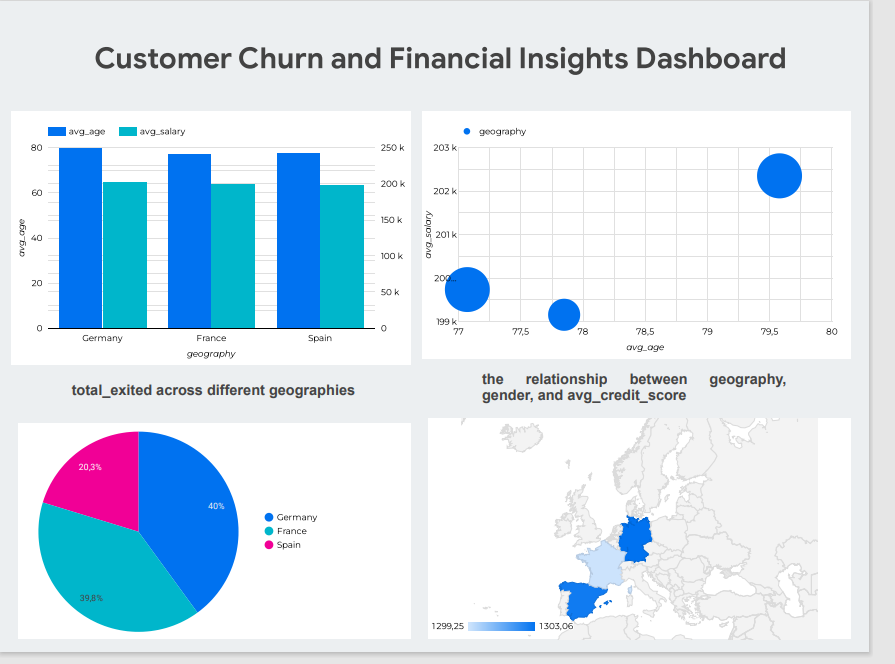 Customer Churn and Financial Insights Dashboard
avg_age avg_salary
80
60
40
20
0
avg_age
250 k
200 k
150 k
100 k
50 k
0
Germany France Spain
geography
geography
203 k
202 k
201 k
200...
199 k
avg_salary
77 77,5 78 78,5 79 79,5 80
avg_age
total_exited across different geographies
the relationship between geography,
gender, and avg_credit_score
20,3%
40%
39,8%
Germany
France
Spain
1299,25 1303,06